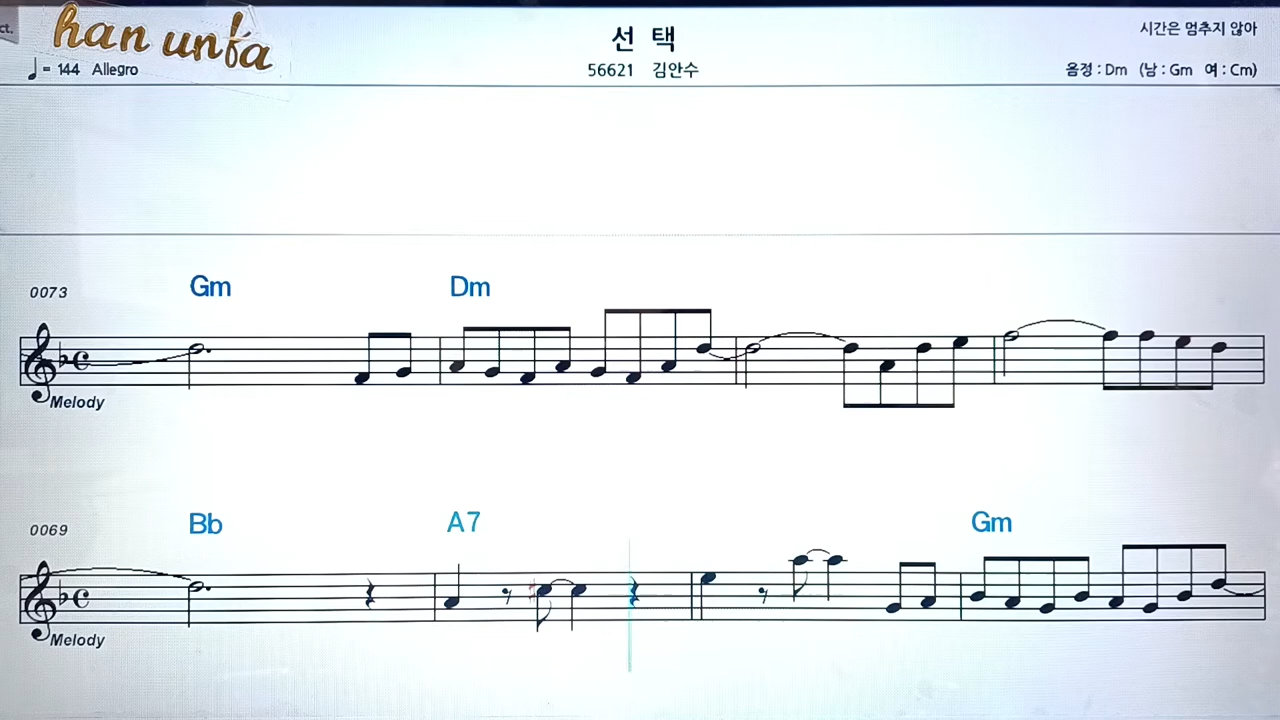 ct.
han unfa
선 택
시간은 멈추지 않아
= 144 Allegro
56621 김안수
음정 : Dm (남 : Gm 여 : Cm)
Gm Dm
0073
Melody
Bb A7 Gm
0069
Melody